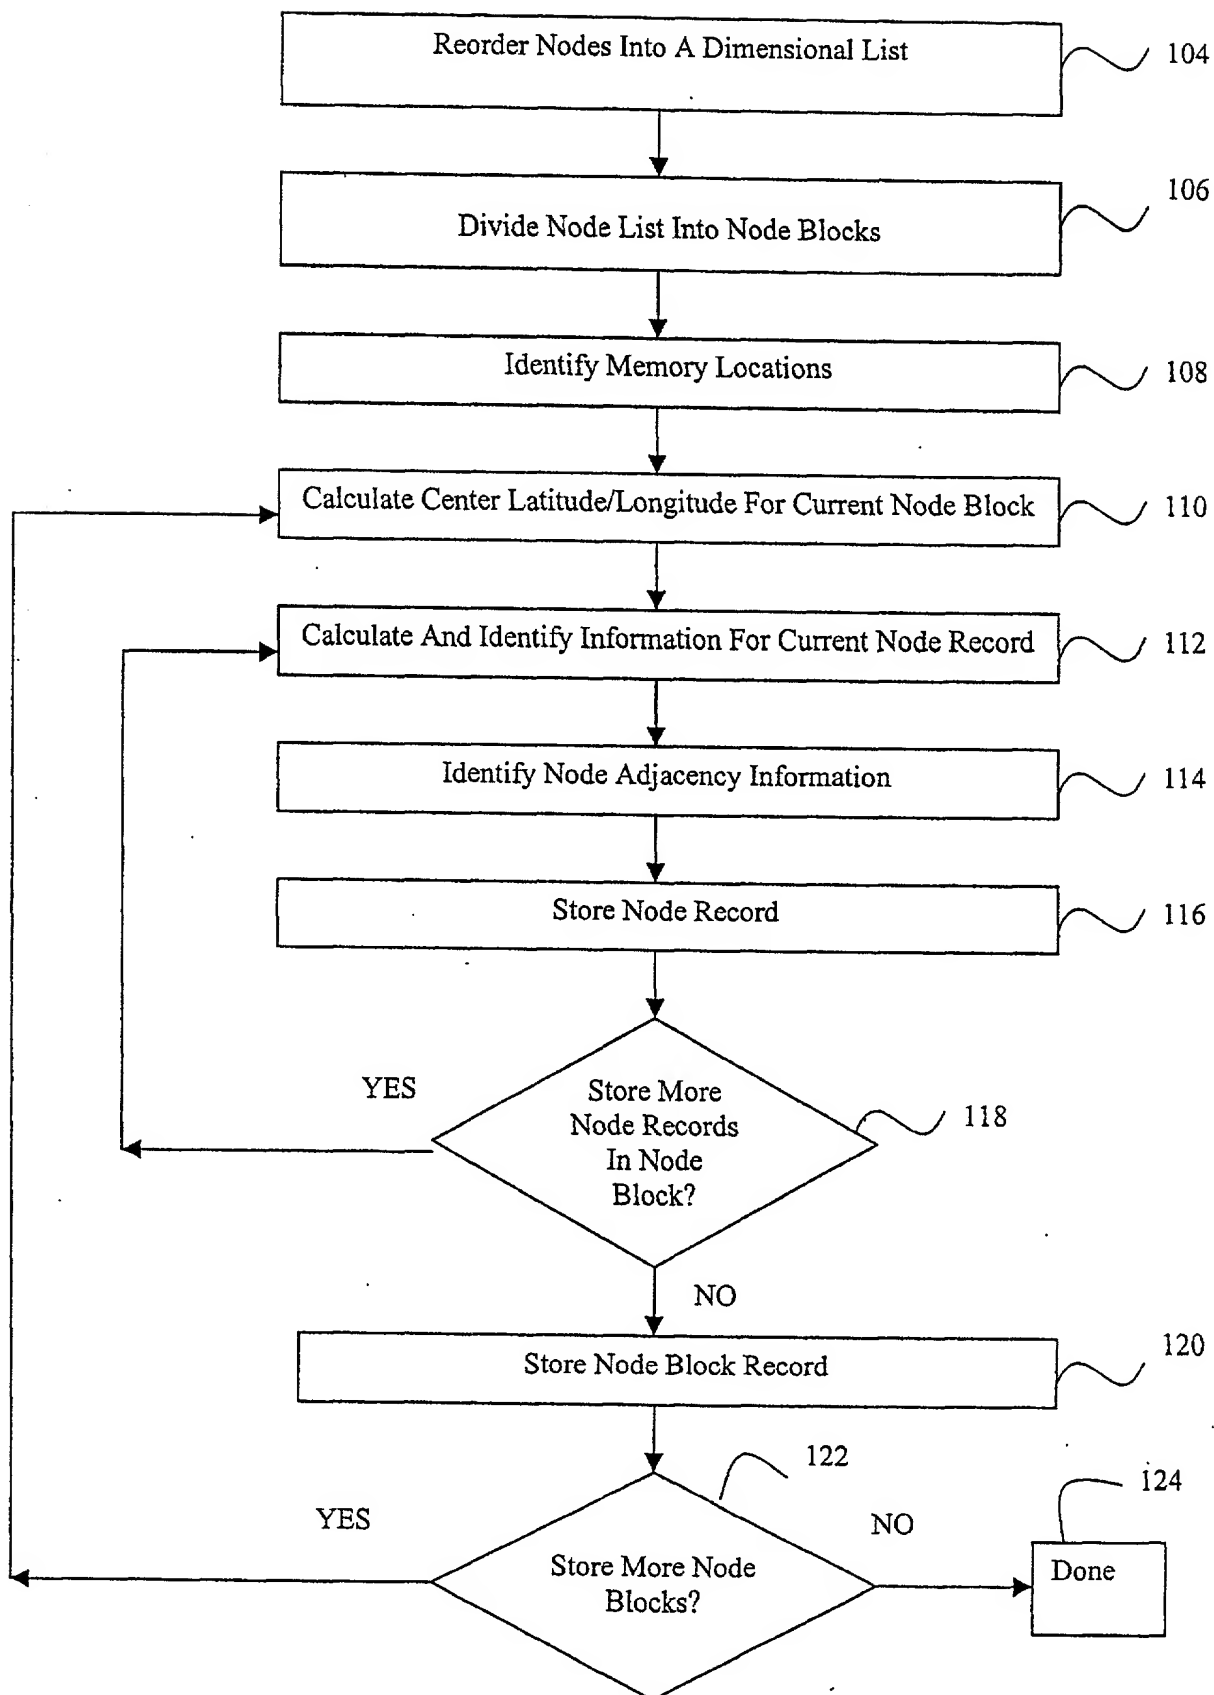 Reorder Nodes Into A Dimensional List
104
106
Divide Node List Into Node Blocks
Identify Memory Locations
108
Calculate Center Latitude/Longitude For Current Node Block
110
Calculate And Identify Information For Current Node Record
112
Identify Node Adjacency Information
114
Store Node Record
116
YES
Store More
Node Records
In Node
Block?
118
NO
Store Node Block Record
120
122
124
YES
NO
Store More Node
Blocks?
Done